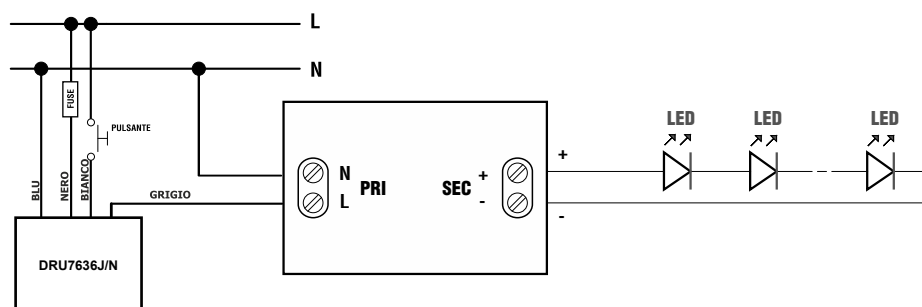 L
N
FUSE
PULSANTE
BLU
NERO
BIANCO
GRIGIO
DRU7636J/N
N
L
PRI
SEC
+
-
+
-
LED
LED
LED